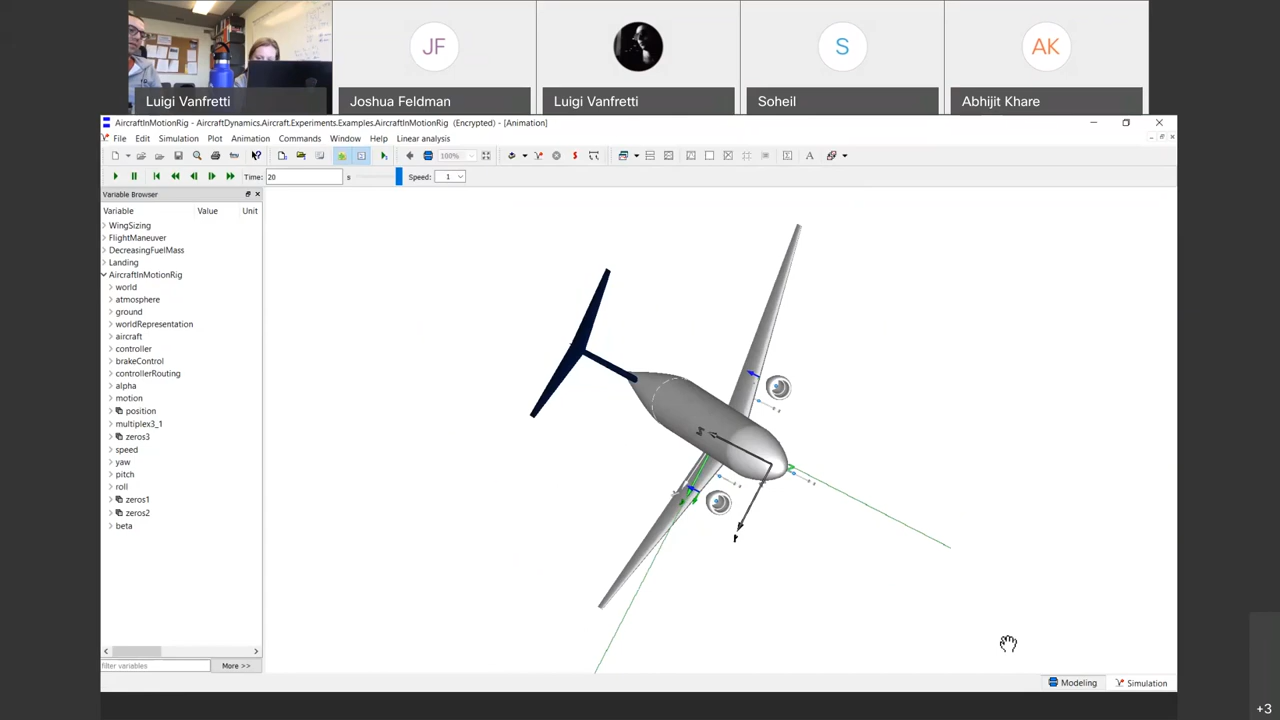 JF
S
AK
Luigi Vanfretti
Joshua Feldman
Luigi Vanfretti
Soheil
Abhijit Khare
AircraftInMotionRig - AircraftDynamics.Aircraft.Experiments.Examples.AircraftInMotionRig (Encrypted) - [Animation]
File Edit Simulation Plot Animation Commands Window Help Linear analysis
100%
A
Time: 20 s Speed: 1
Variable Browser
Variable Value Unit
WingSizing
FlightManeuver
DecreasingFuelMass
Landing
AircraftInMotionRig
world
atmosphere
ground
worldRepresentation
aircraft
controller
brakeControl
controllerRouting
alpha
motion
position
multiplex3_1
zeros3
speed
yaw
pitch
roll
zeros1
zeros2
beta
filter variables More >>
Modeling Simulation
+3